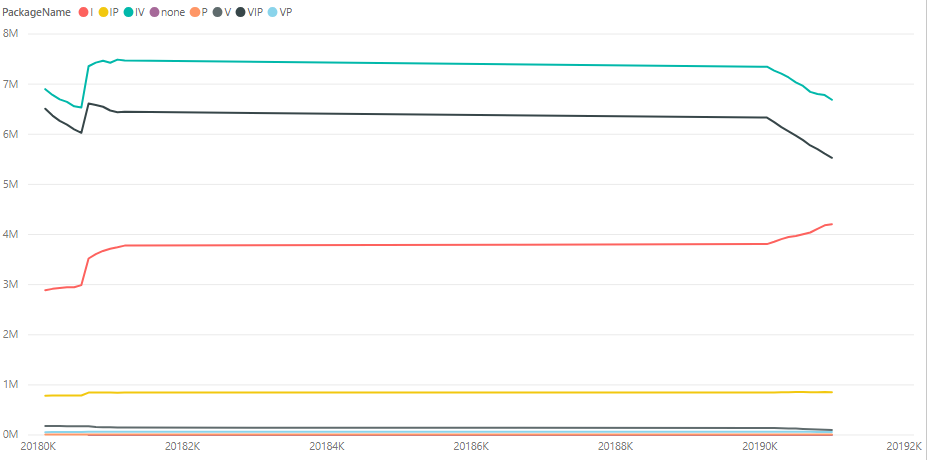 PackageName I IP IV none P V VIP VP
8M
7M
6M
5M
4M
3M
2M
1M
0M
20180K 20182K 20184K 20186K 20188K 20190K 20192K